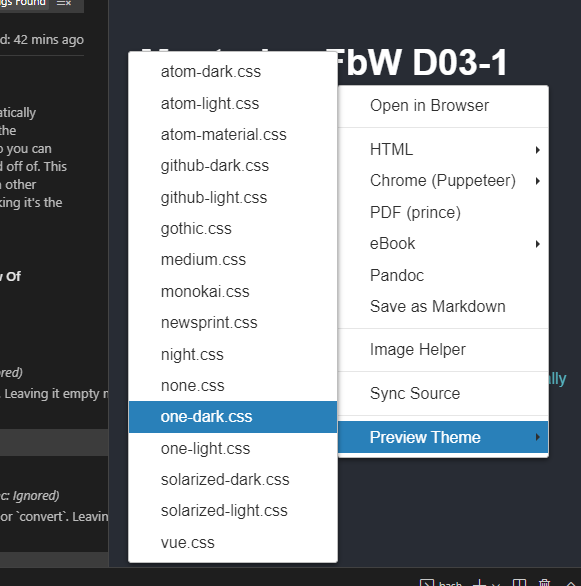 Found
d: 42 mins ago
FbW D03-1
atically
the
o you can
d off of. This
other
king it's the
Of
. Leaving it empty
c: Ignored)
or `convert`. Leavin
atom-dark.css
atom-light.css
atom-material.css
github-dark.css
github-light.css
gothic.css
medium.css
monokai.css
newsprint.css
night.css
none.css
one-dark.css
one-light.css
solarized-dark.css
solarized-light.css
vue.css
Open in Browser
HTML
Chrome (Puppeteer)
PDF (prince)
eBook
Pandoc
Save as Markdown
Image Helper
Sync Source
Preview Theme
bash